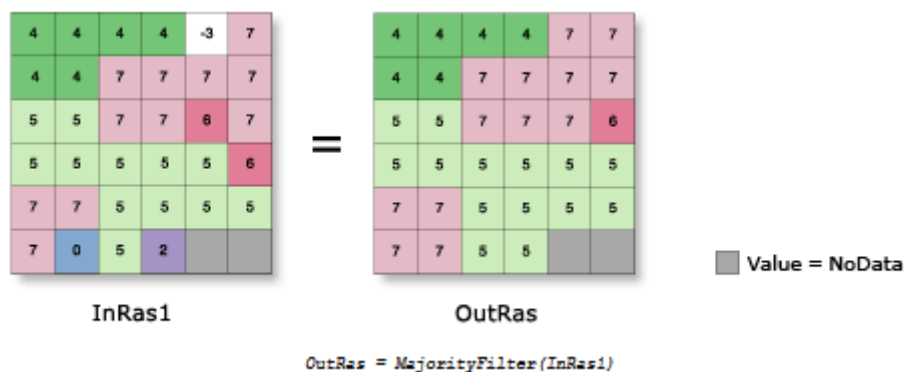 4 4 4 4 -3 7 4 4 4 4 7 7
4 4 7 7 7 7 4 4 7 7 7 7
5 5 7 7 6 7 = 5 5 7 7 7 6
5 5 5 5 5 6 5 5 5 5 5 5
7 7 5 5 5 5 7 7 5 5 5 5
7 0 5 2 7 7 5 5
Value = NoData
InRas1 OutRas
OutRas = MajorityFilter(InRas1)